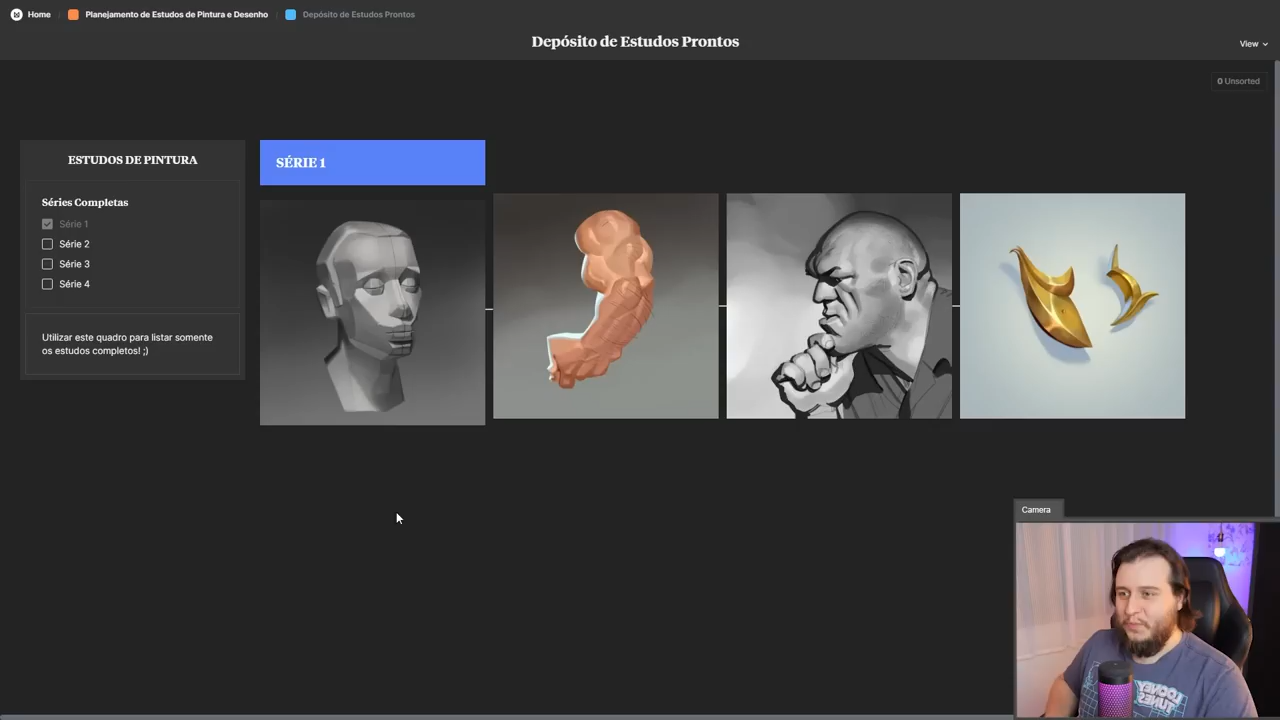 Home
Planejamento de Estudos de Pintura e Desenho
Depósito de Estudos Prontos
Depósito de Estudos Prontos
View
0 Unsorted
ESTUDOS DE PINTURA
Séries Completas
Série 1
Série 2
Série 3
Série 4
Utilizar este quadro para listar somente
os estudos completos! ;)
SÉRIE 1
Camera
LOONEY
TUNES